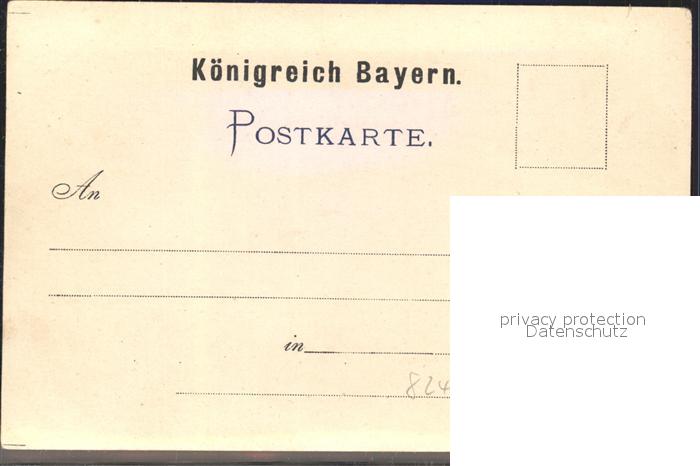 Königreich Bayern.
POSTKARTE.
An
in
824
privacy protection
Datenschutz